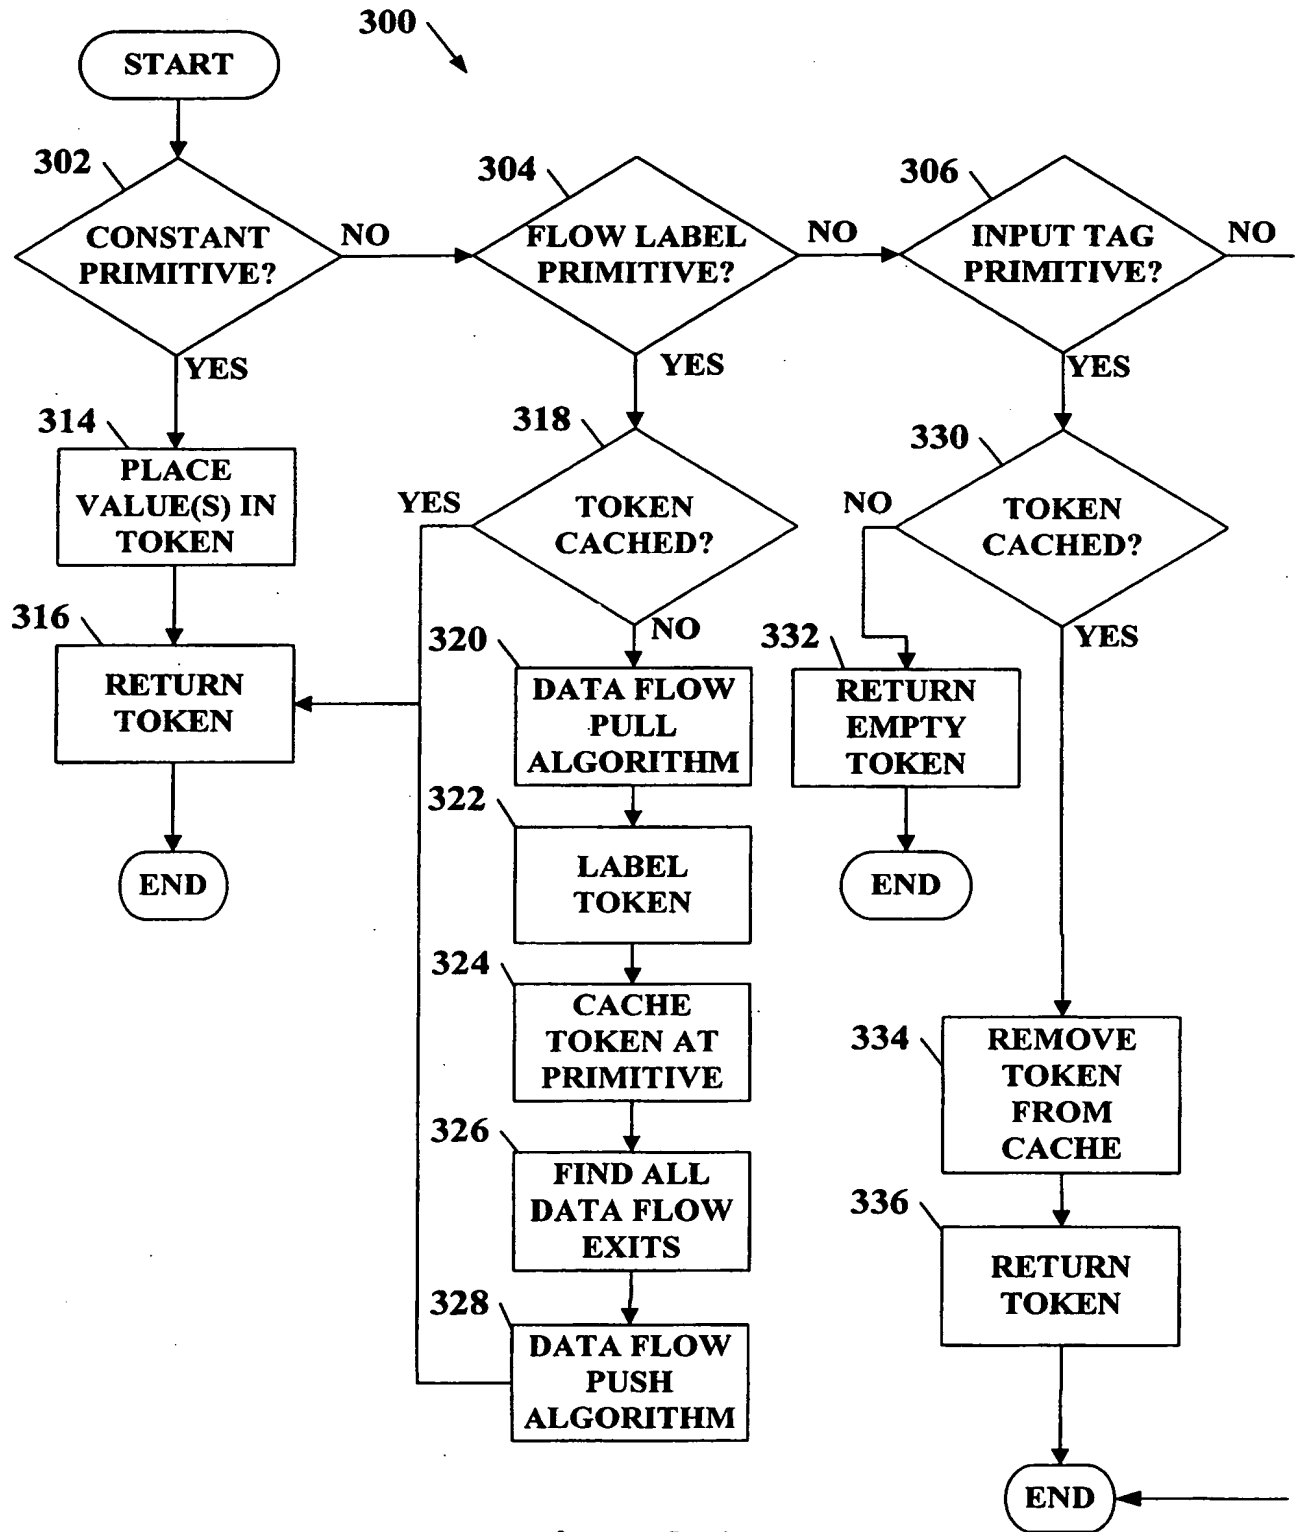 300
START
302
CONSTANT
PRIMITIVE?
NO
YES
304
FLOW LABEL
PRIMITIVE?
NO
YES
306
INPUT TAG
PRIMITIVE?
NO
YES
314
PLACE
VALUE(S) IN
TOKEN
316
RETURN
TOKEN
END
318
TOKEN
CACHED?
YES
NO
320
DATA FLOW
PULL
ALGORITHM
322
LABEL
TOKEN
324
CACHE
TOKEN AT
PRIMITIVE
326
FIND ALL
DATA FLOW
EXITS
328
DATA FLOW
PUSH
ALGORITHM
330
TOKEN
CACHED?
NO
YES
332
RETURN
EMPTY
TOKEN
END
334
REMOVE
TOKEN
FROM
CACHE
336
RETURN
TOKEN
END